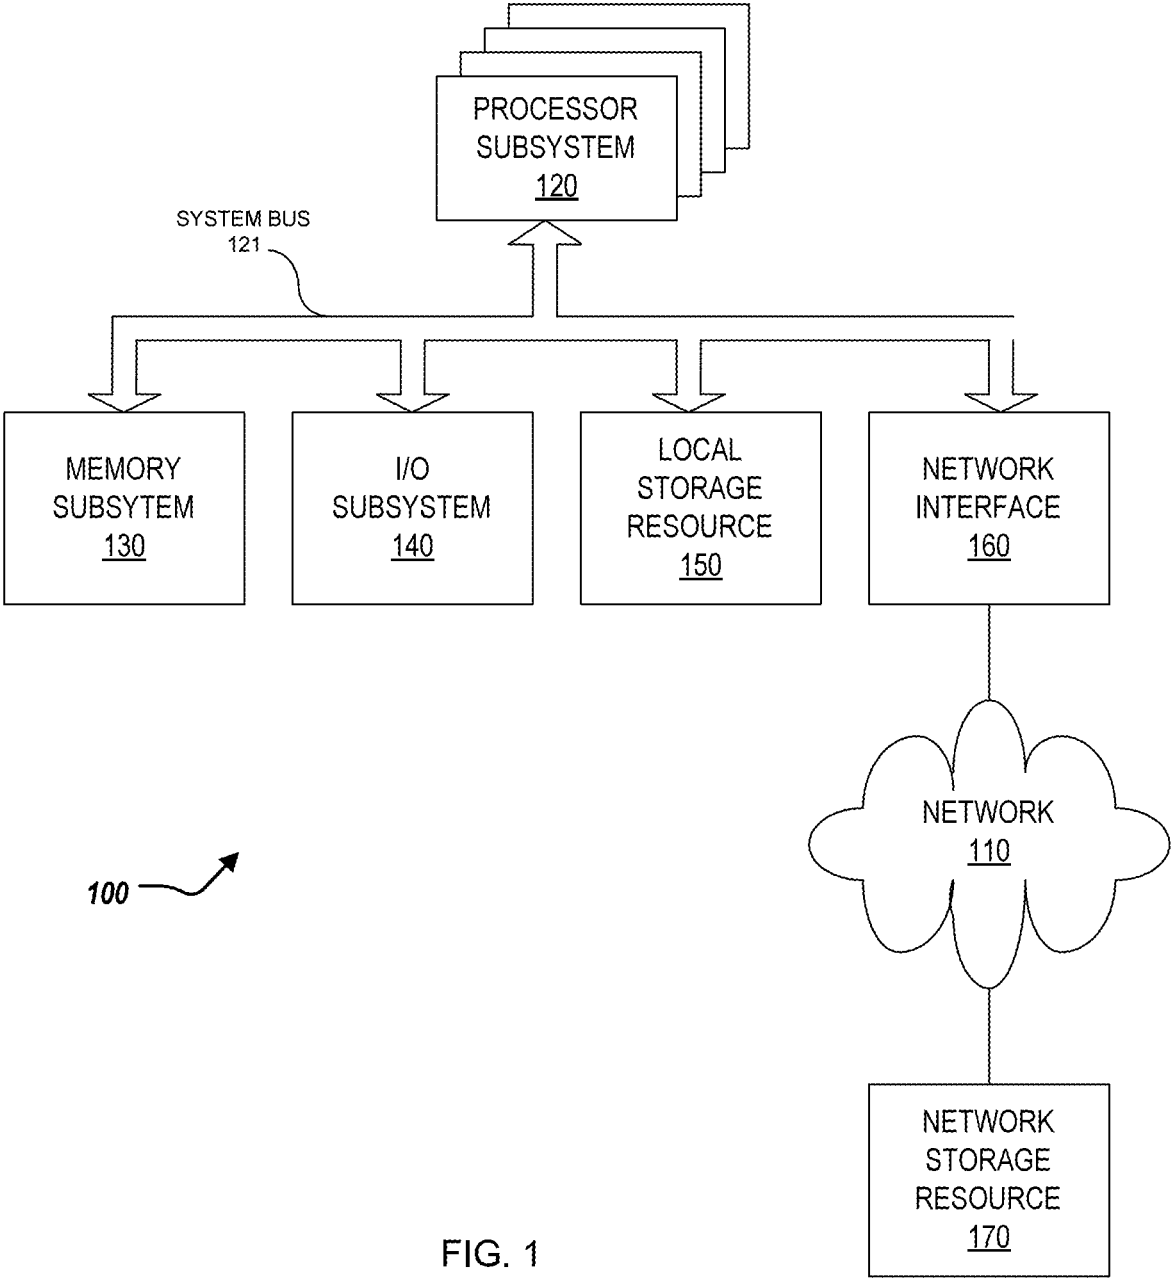 PROCESSOR
SUBSYSTEM
120
SYSTEM BUS
121
MEMORY
SUBSYTEM
130
I/O
SUBSYSTEM
140
LOCAL
STORAGE
RESOURCE
150
NETWORK
INTERFACE
160
NETWORK
110
100
NETWORK
STORAGE
RESOURCE
170
FIG. 1